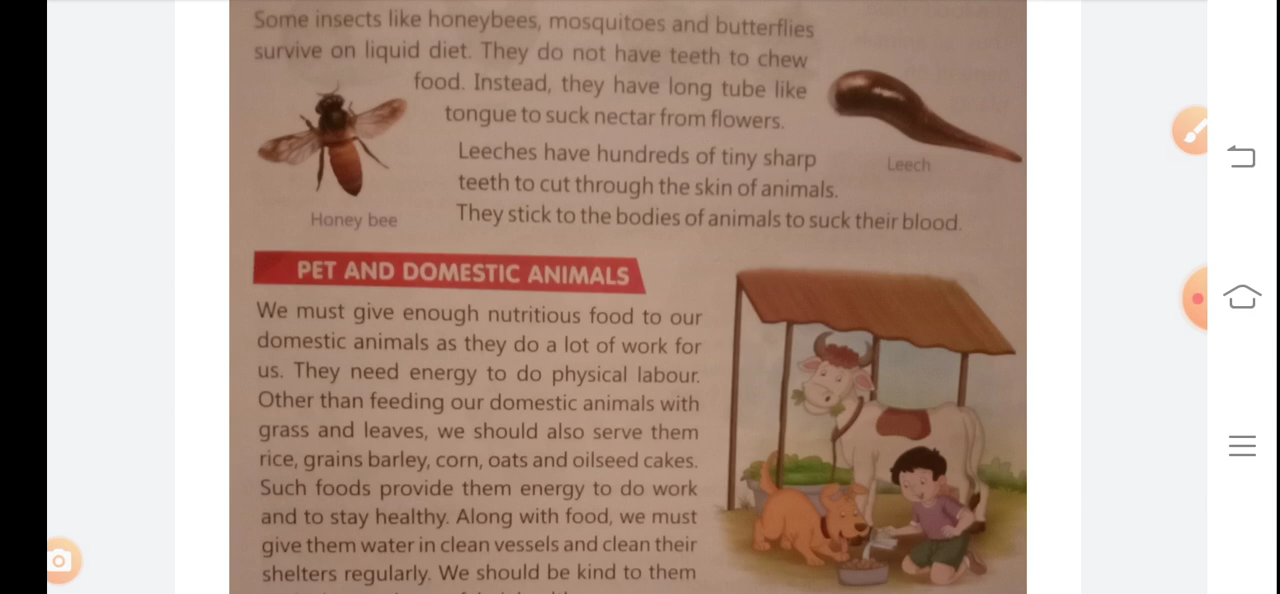 Some insects like honeybees, mosquitoes and butterflies
survive on liquid diet. They do not have teeth to chew
food. Instead, they have long tube like
tongue to suck nectar from flowers.
Leeches have hundreds of tiny sharp
teeth to cut through the skin of animals.
They stick to the bodies of animals to suck their blood.
Leech
Honey bee
PET AND DOMESTIC ANIMALS
We must give enough nutritious food to our
domestic animals as they do a lot of work for
us. They need energy to do physical labour.
Other than feeding our domestic animals with
grass and leaves, we should also serve them
rice, grains barley, corn, oats and oilseed cakes.
Such foods provide them energy to do work
and to stay healthy. Along with food, we must
give them water in clean vessels and clean their
shelters regularly. We should be kind to them